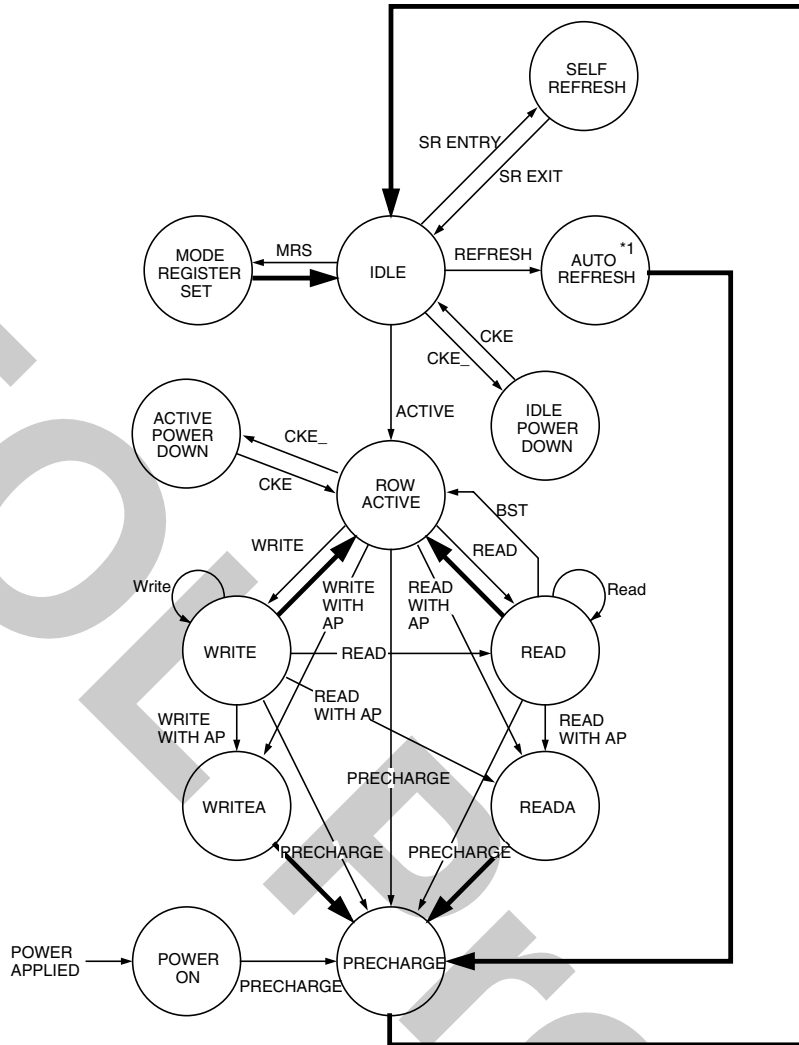 SELF
REFRESH
SR ENTRY
SR EXIT
MODE
REGISTER
SET
MRS
IDLE
REFRESH
AUTO
REFRESH
*1
CKE
CKE_
IDLE
POWER
DOWN
ACTIVE
ACTIVE
POWER
DOWN
CKE_
CKE
ROW
ACTIVE
BST
WRITE
READ
Write
WRITE
WITH
AP
READ
WITH
AP
Read
WRITE
READ
READ
READ
WITH AP
WRITE
WITH AP
READ
WITH AP
PRECHARGE
WRITEA
READA
PRECHARGE
PRECHARGE
POWER
APPLIED
POWER
ON
PRECHARGE
PRECHARGE